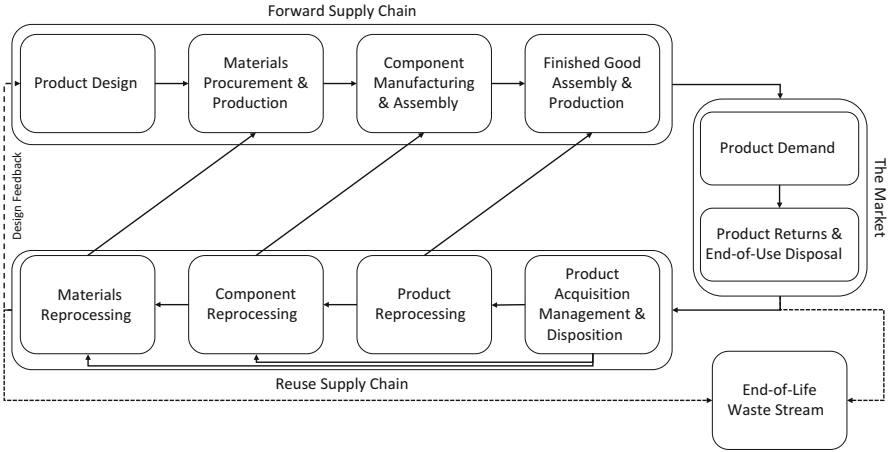 Forward Supply Chain
Product Design
Materials
Procurement &
Production
Component
Manufacturing
& Assembly
Finished Good
Assembly &
Production
Product Demand
Product Returns &
End-of-Use Disposal
The Market
Design Feedback
Materials
Reprocessing
Component
Reprocessing
Product
Reprocessing
Product
Acquisition
Management &
Disposition
Reuse Supply Chain
End-of-Life
Waste Stream